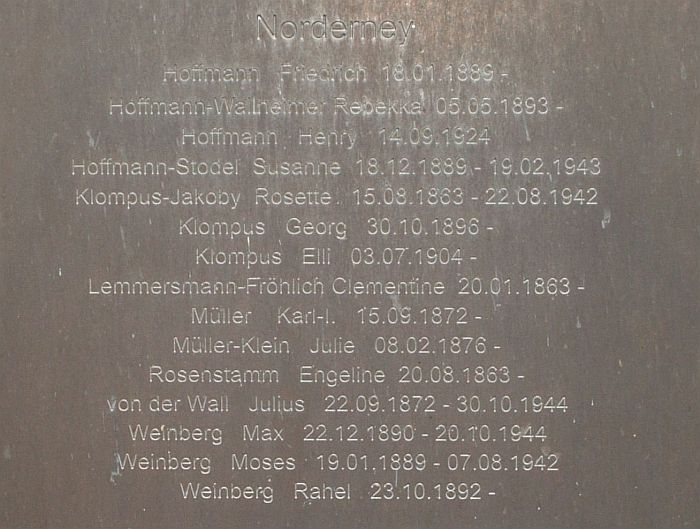 Norderney
Hoffmann Friedrich 18.01.1889 -
Hoffmann-Wallheimer Rebekka 05.05.1893 -
Hoffmann Henry 14.09.1924
Hoffmann-Stodel Susanne 18.12.1889 - 19.02.1943
Klompus-Jakoby Rosette 15.08.1863 - 22.08.1942
Klompus Georg 30.10.1896 -
Klompus Elli 03.07.1904 -
Lemmersmann-Fröhlich Clementine 20.01.1863 -
Müller Karl-I. 15.09.1872 -
Müller-Klein Julie 08.02.1876 -
Rosenstamm Engeline 20.08.1863 -
von der Wall Julius 22.09.1872 - 30.10.1944
Weinberg Max 22.12.1890 - 20.10.1944
Weinberg Moses 19.01.1889 - 07.08.1942
Weinberg Rahel 23.10.1892 -